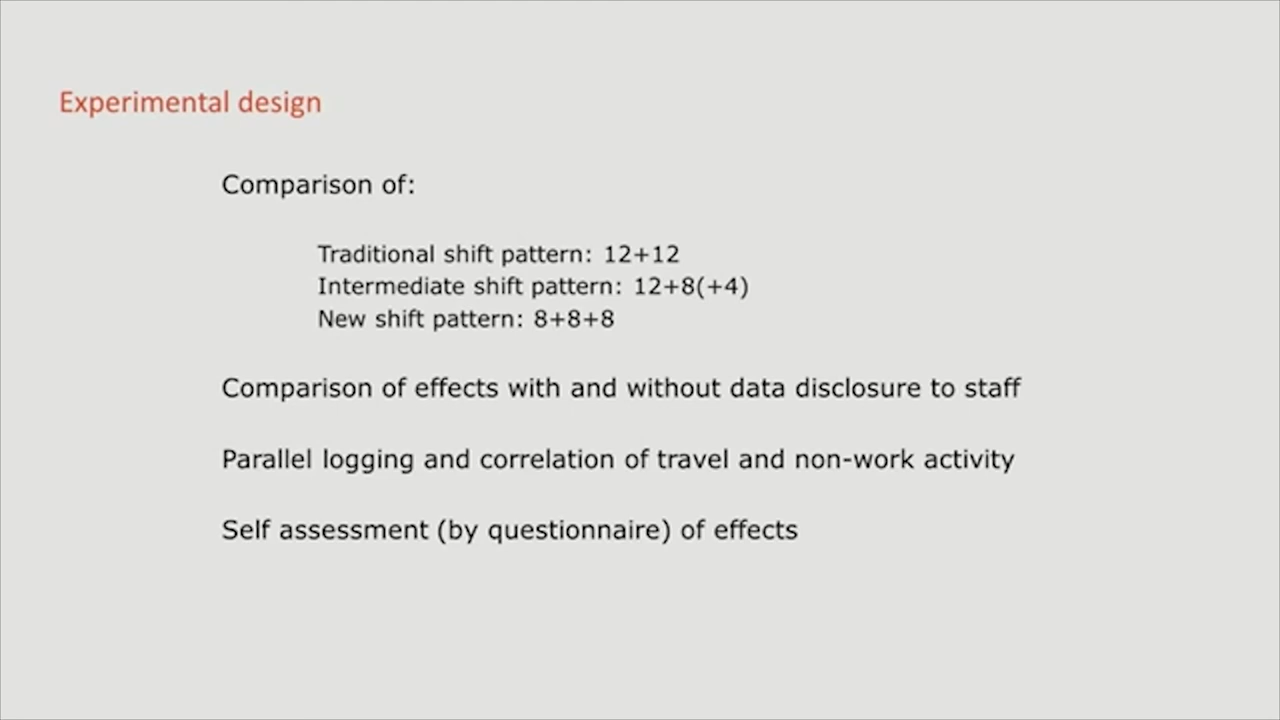 Experimental design
Comparison of:
Traditional shift pattern: 12+12
Intermediate shift pattern: 12+8(+4)
New shift pattern: 8+8+8
Comparison of effects with and without data disclosure to staff
Parallel logging and correlation of travel and non-work activity
Self assessment (by questionnaire) of effects